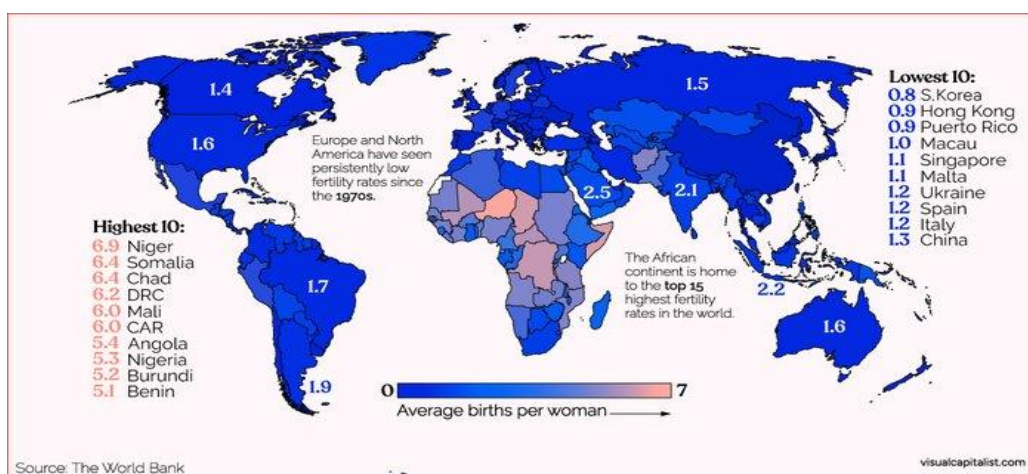 1.4
1.5
1.6
Europe and North
America have seen
persistently low
fertility rates since
the 1970s.
2.5
2.1
Lowest 10:
0.8 S.Korea
0.9 Hong Kong
0.9 Puerto Rico
1.0 Macau
1.1 Singapore
1.1 Malta
1.2 Ukraine
1.2 Spain
1.2 Italy
1.3 China
Highest 10:
6.9 Niger
6.4 Somalia
6.4 Chad
6.2 DRC
6.0 Mali
6.0 CAR
5.4 Angola
5.3 Nigeria
5.2 Burundi
5.1 Benin
1.7
The African
continent is home
to the top 15
highest fertility
rates in the world.
2.2
1.6
1.9
0 7
Average births per woman
Source: The World Bank
visualcapitalist.com